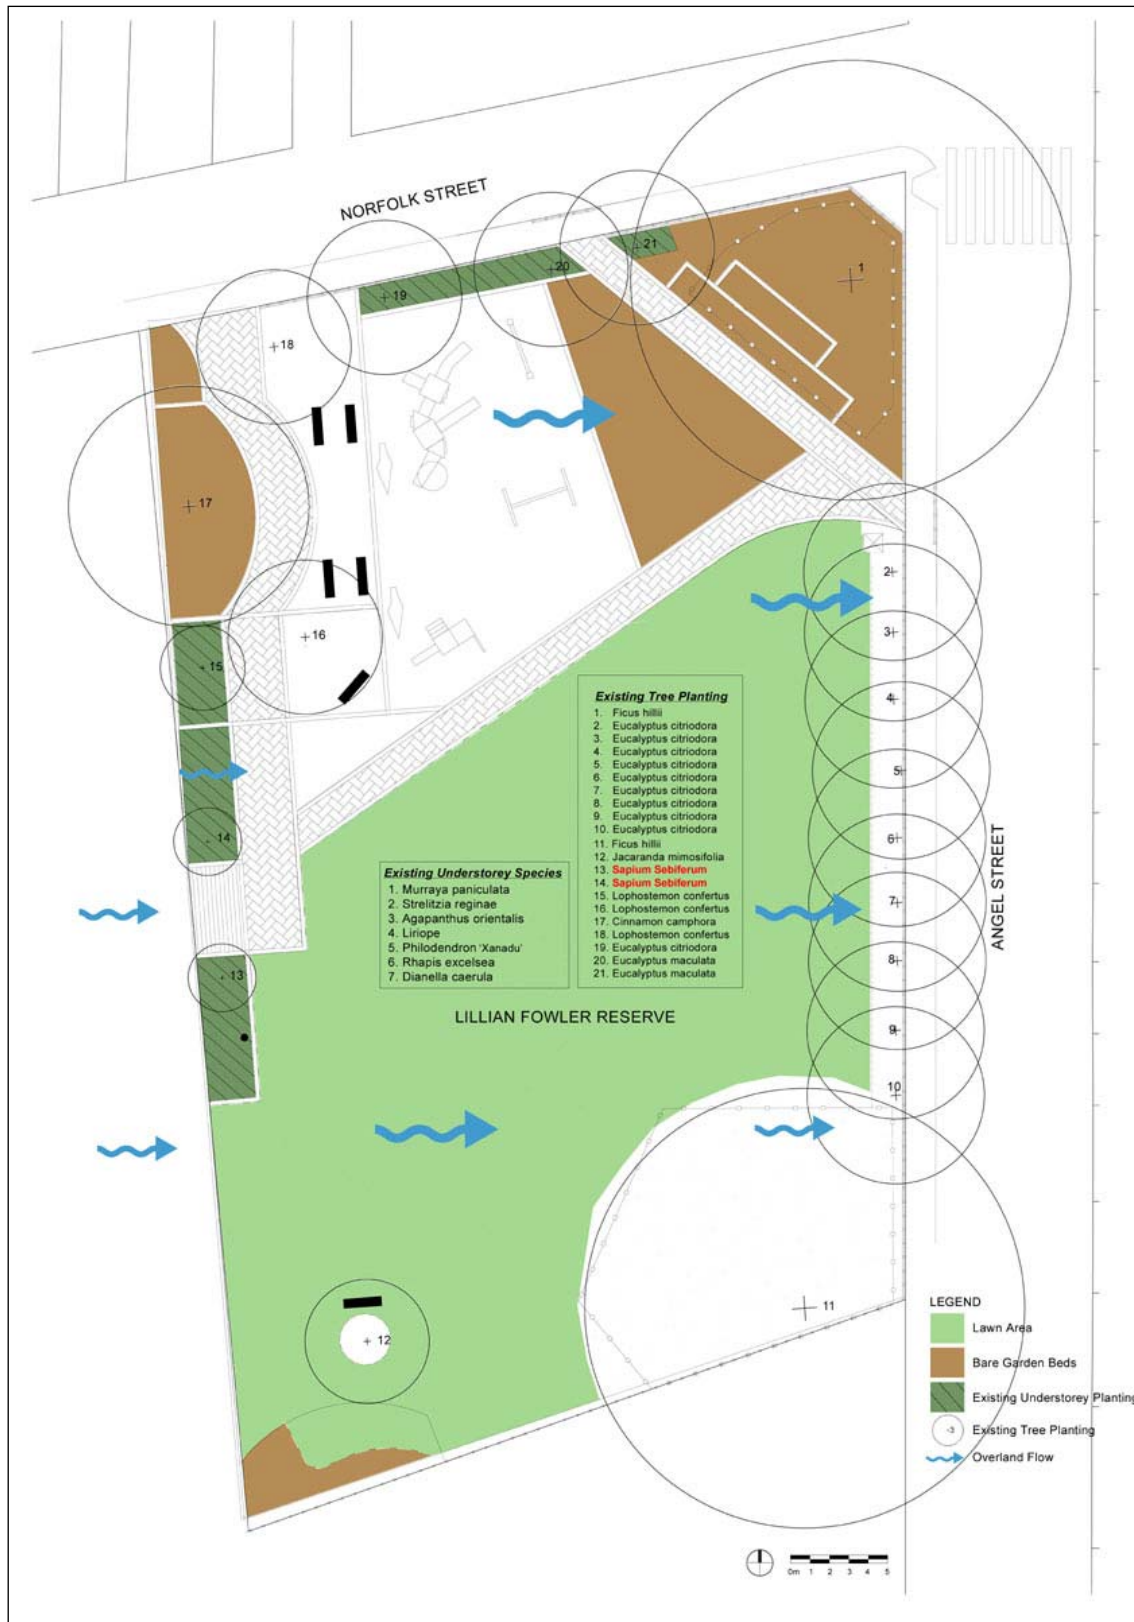 NORFOLK STREET
1
21
20
19
18
17
16
15
14
13
2
3
4
5
6
7
8
9
10
ANGEL STREET
Existing Tree Planting
1. Ficus hillii
2. Eucalyptus citriodora
3. Eucalyptus citriodora
4. Eucalyptus citriodora
5. Eucalyptus citriodora
6. Eucalyptus citriodora
7. Eucalyptus citriodora
8. Eucalyptus citriodora
9. Eucalyptus citriodora
10. Eucalyptus citriodora
11. Ficus hillii
12. Jacaranda mimosifolia
13. Sapium Sebiferum
14. Sapium Sebiferum
15. Lophostemon confertus
16. Lophostemon confertus
17. Cinnamon camphora
18. Lophostemon confertus
19. Eucalyptus citriodora
20. Eucalyptus maculata
21. Eucalyptus maculata
Existing Understorey Species
1. Murraya paniculata
2. Strelitzia reginae
3. Agapanthus orientalis
4. Liriope
5. Philodendron 'Xanadu'
6. Rhapis excelsea
7. Dianella caerula
LILLIAN FOWLER RESERVE
11
12
LEGEND
Lawn Area
Bare Garden Beds
Existing Understorey Planting
-3 Existing Tree Planting
Overland Flow
0m 1 2 3 4 5